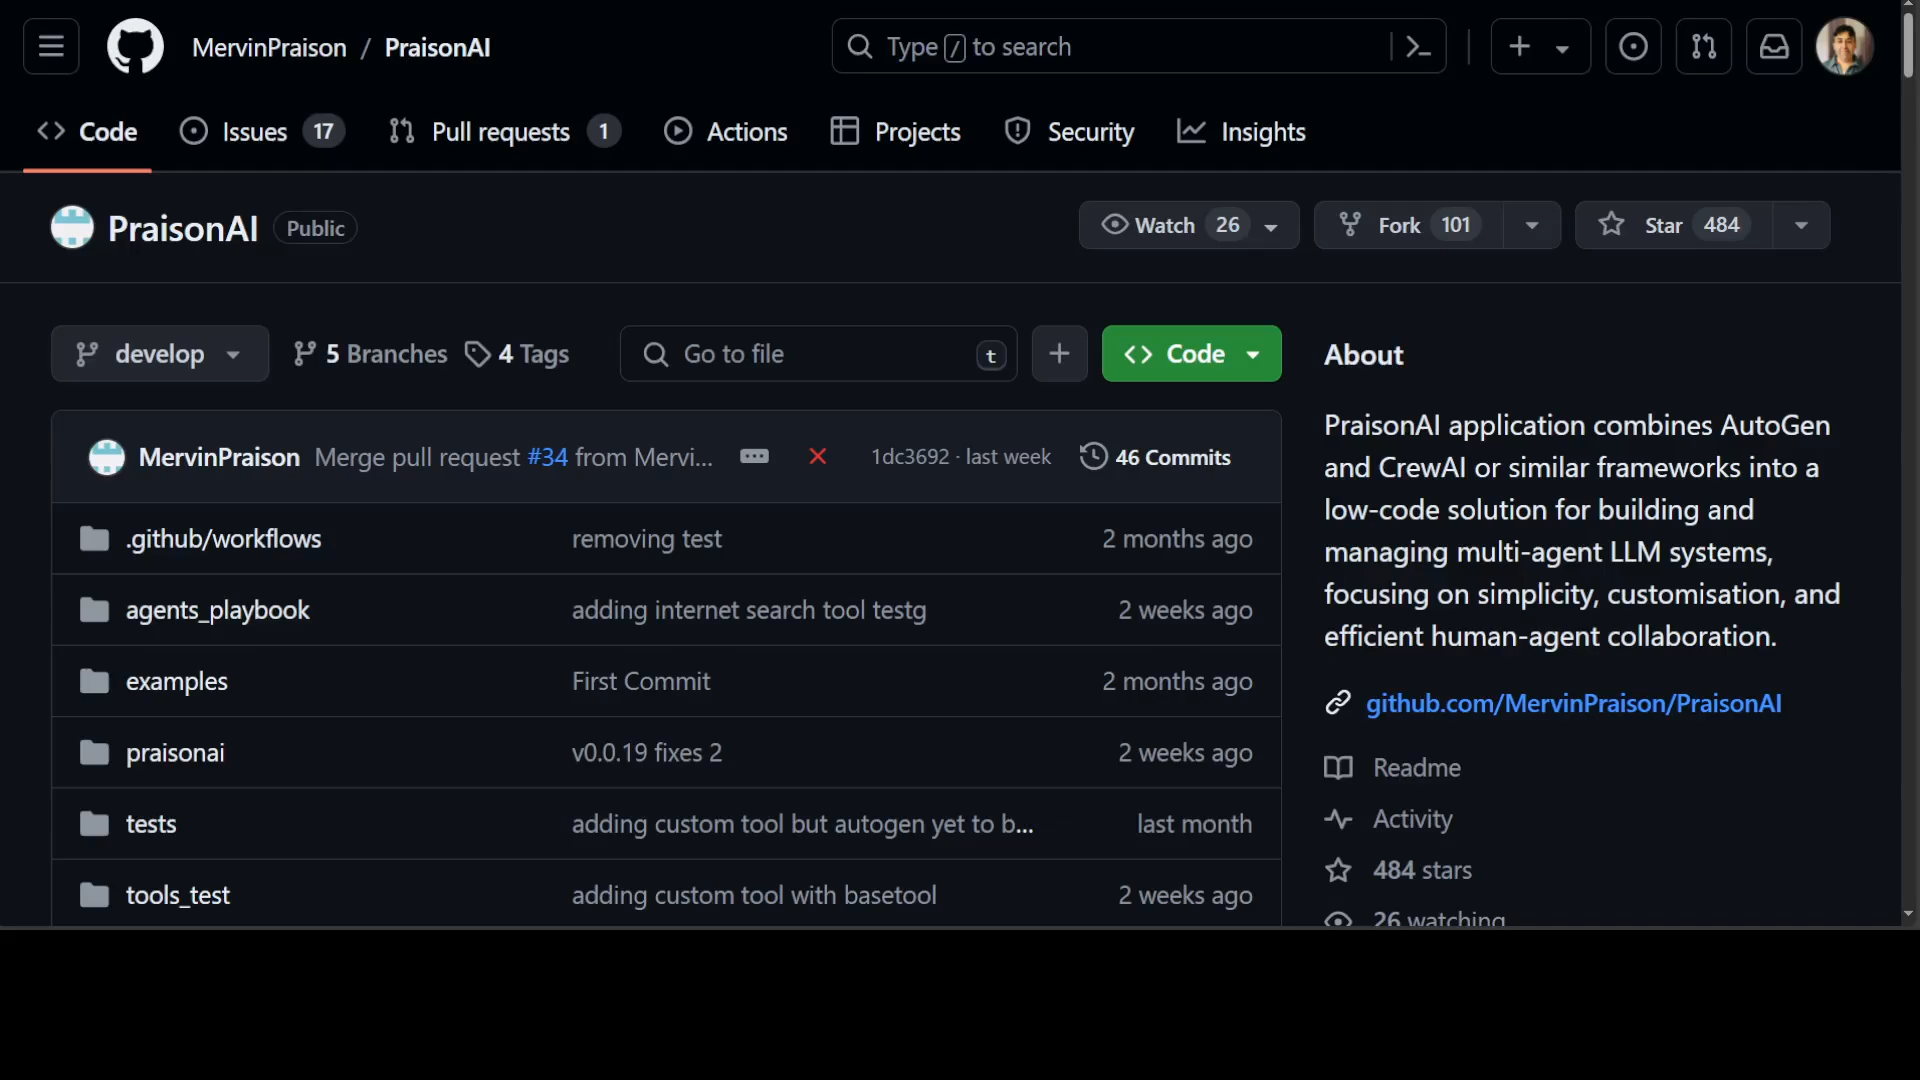 MervinPraison / PraisonAI
Type / to search
Code
Issues 17
Pull requests 1
Actions
Projects
Security
Insights
PraisonAI Public
Watch 26
Fork 101
Star 484
develop
5 Branches
4 Tags
Go to file t
Code
MervinPraison Merge pull request #34 from Mervi... 1dc3692 · last week 46 Commits
.github/workflows removing test 2 months ago
agents_playbook adding internet search tool testg 2 weeks ago
examples First Commit 2 months ago
praisonai v0.0.19 fixes 2 2 weeks ago
tests adding custom tool but autogen yet to b... last month
tools_test adding custom tool with basetool 2 weeks ago
About
PraisonAI application combines AutoGen
and CrewAI or similar frameworks into a
low-code solution for building and
managing multi-agent LLM systems,
focusing on simplicity, customisation, and
efficient human-agent collaboration.
github.com/MervinPraison/PraisonAI
Readme
Activity
484 stars
26 watching